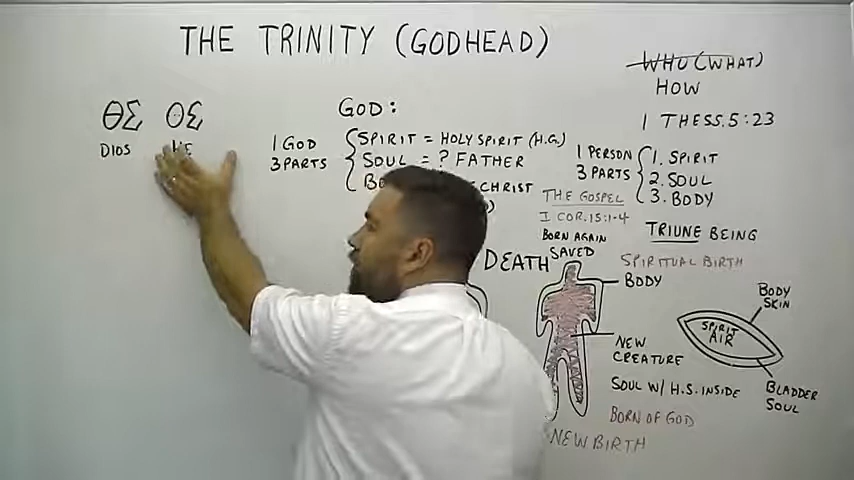 THE TRINITY (GODHEAD)
WHO (WHAT)
HOW
1 THESS. 5:23
ΘΣ ΟΣ
DIOS
GOD:
1 GOD
3 PARTS
SPIRIT = HOLY SPIRIT (H.G.)
SOUL = ? FATHER
CHRIST
1 PERSON
3 PARTS
1. SPIRIT
2. SOUL
3. BODY
THE GOSPEL
I COR. 15:1-4
TRIUNE BEING
BORN AGAIN
SAVED
DEATH
SPIRITUAL BIRTH
BODY
BODY
SKIN
SPIRIT
AIR
NEW
CREATURE
BLADDER
SOUL
SOUL W/ H.S. INSIDE
BORN OF GOD
NEW BIRTH